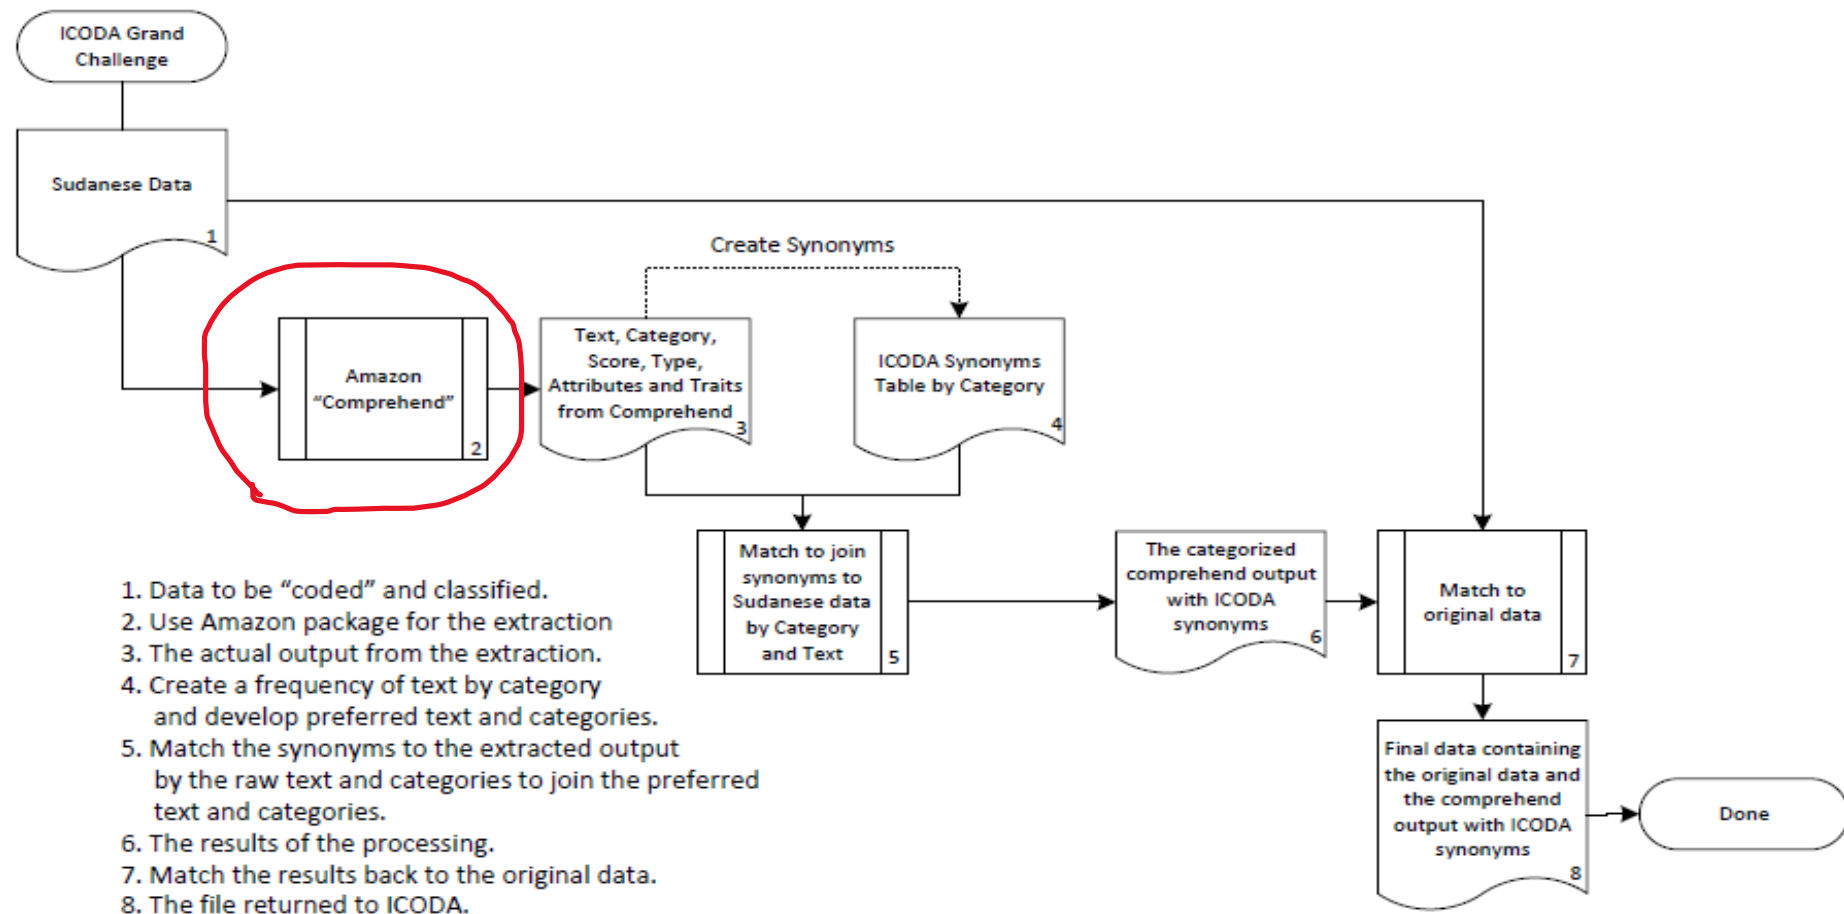 ICODA Grand
Challenge
Sudanese Data
1
Create Synonyms
Amazon
“Comprehend”
2
Text, Category,
Score, Type,
Attributes and Traits
from Comprehend
3
ICODA Synonyms
Table by Category
4
Match to join
synonyms to
Sudanese data
by Category
and Text
5
The categorized
comprehend output
with ICODA
synonyms
6
Match to
original data
7
Final data containing
the original data and
the comprehend
output with ICODA
synonyms
8
Done
1. Data to be “coded” and classified.
2. Use Amazon package for the extraction
3. The actual output from the extraction.
4. Create a frequency of text by category
and develop preferred text and categories.
5. Match the synonyms to the extracted output
by the raw text and categories to join the preferred
text and categories.
6. The results of the processing.
7. Match the results back to the original data.
8. The file returned to ICODA.